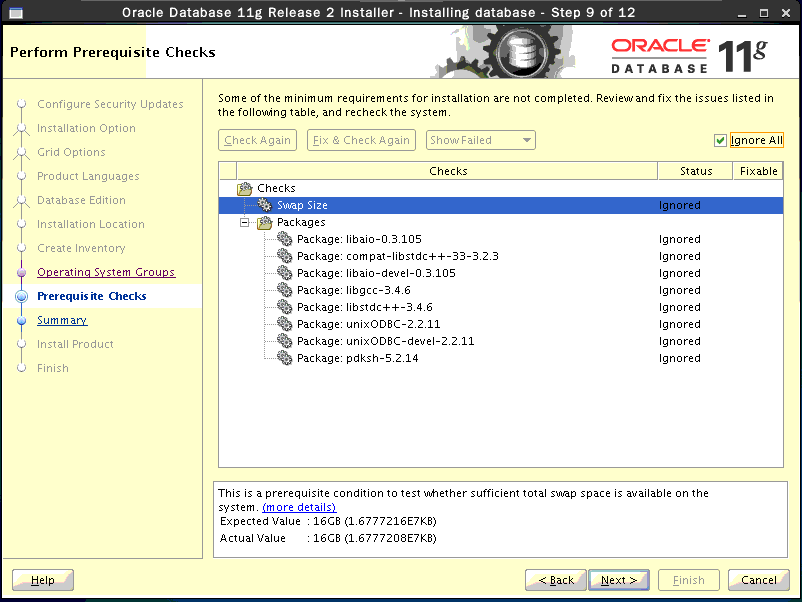 Oracle Database 11g Release 2 Installer - Installing database - Step 9 of 12
Perform Prerequisite Checks
ORACLE
DATABASE
11g
Configure Security Updates
Installation Option
Grid Options
Product Languages
Database Edition
Installation Location
Create Inventory
Operating System Groups
Prerequisite Checks
Summary
Install Product
Finish
Some of the minimum requirements for installation are not completed. Review and fix the issues listed in
the following table, and recheck the system.
Check Again Fix & Check Again Show Failed Ignore All
Checks Status Fixable
Checks
Swap Size Ignored
Packages
Package: libaio-0.3.105 Ignored
Package: compat-libstdc++-33-3.2.3 Ignored
Package: libaio-devel-0.3.105 Ignored
Package: libgcc-3.4.6 Ignored
Package: libstdc++-3.4.6 Ignored
Package: unixODBC-2.2.11 Ignored
Package: unixODBC-devel-2.2.11 Ignored
Package: pdksh-5.2.14 Ignored
This is a prerequisite condition to test whether sufficient total swap space is available on the
system. (more details)
Expected Value : 16GB (1.6777216E7KB)
Actual Value : 16GB (1.6777208E7KB)
Help < Back Next > Finish Cancel